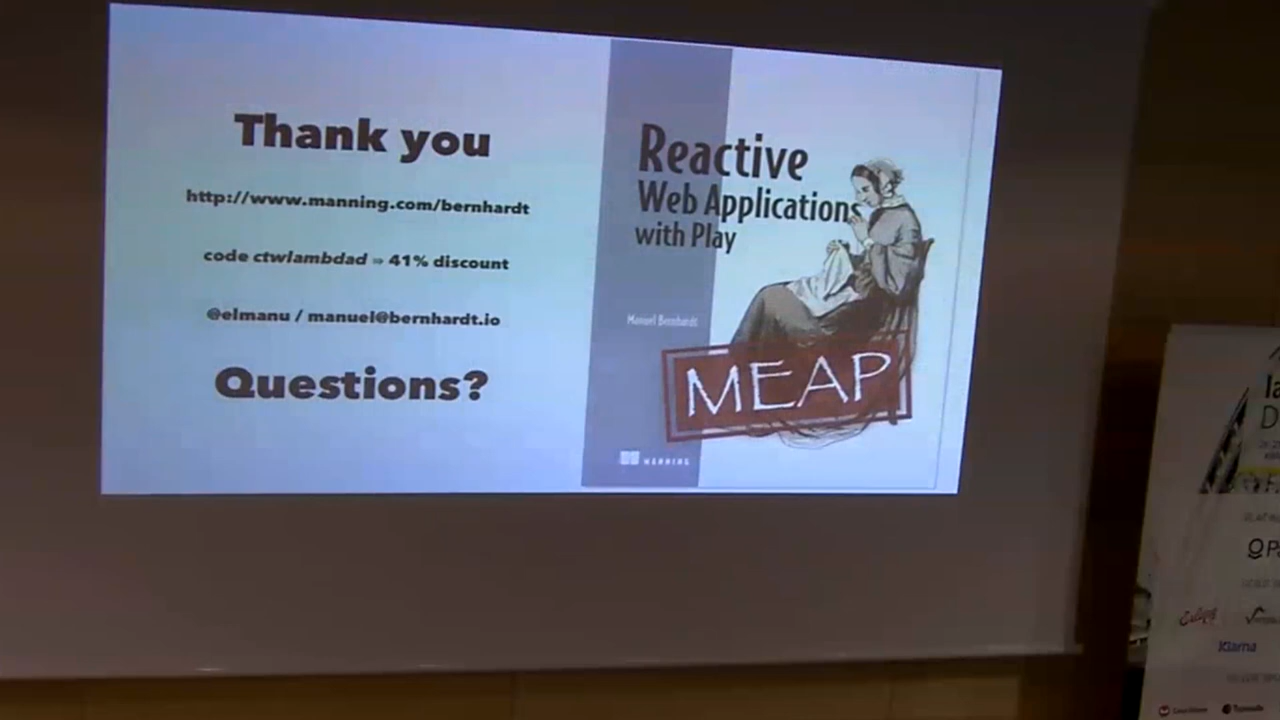 Thank you
http://www.manning.com/bernhardt
code ctwlambdad ⇒ 41% discount
@elmanu / manuel@bernhardt.io
Questions?
Reactive
Web Applications
with Play
Manuel Bernhardt
MEAP
MANNING
Klarna